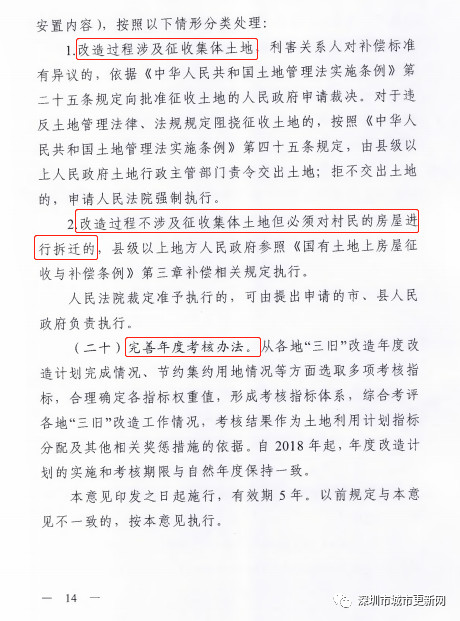 安置内容），按照以下情形分类处理：
1.改造过程涉及征收集体土地，利害关系人对补偿标准
有异议的，依据《中华人民共和国土地管理法实施条例》第
二十五条规定向批准征收土地的人民政府申请裁决。对于违
反土地管理法律、法规规定阻挠征收土地的，按照《中华人
民共和国土地管理法实施条例》第四十五条规定，由县级以
上人民政府土地行政主管部门责令交出土地；拒不交出土地
的，申请人民法院强制执行。
2.改造过程不涉及征收集体土地但必须对村民的房屋进
行拆迁的，县级以上地方人民政府参照《国有土地上房屋征
收与补偿条例》第三章补偿相关规定执行。
人民法院裁定准予执行的，可由提出申请的市、县人民
政府负责执行。
（二十）完善年度考核办法。从各地“三旧”改造年度改
造计划完成情况、节约集约用地情况等方面选取多项考核指
标，合理确定各指标权重值，形成考核指标体系，综合考评
各地“三旧”改造工作情况，考核结果作为土地利用计划指标
分配及其他相关奖惩措施的依据。自 2018 年起，年度改造计
划的实施和考核期限与自然年度保持一致。
本意见印发之日起施行，有效期 5 年。以前规定与本意
见不一致的，按本意见执行。
— 14 —
深圳市城市更新网